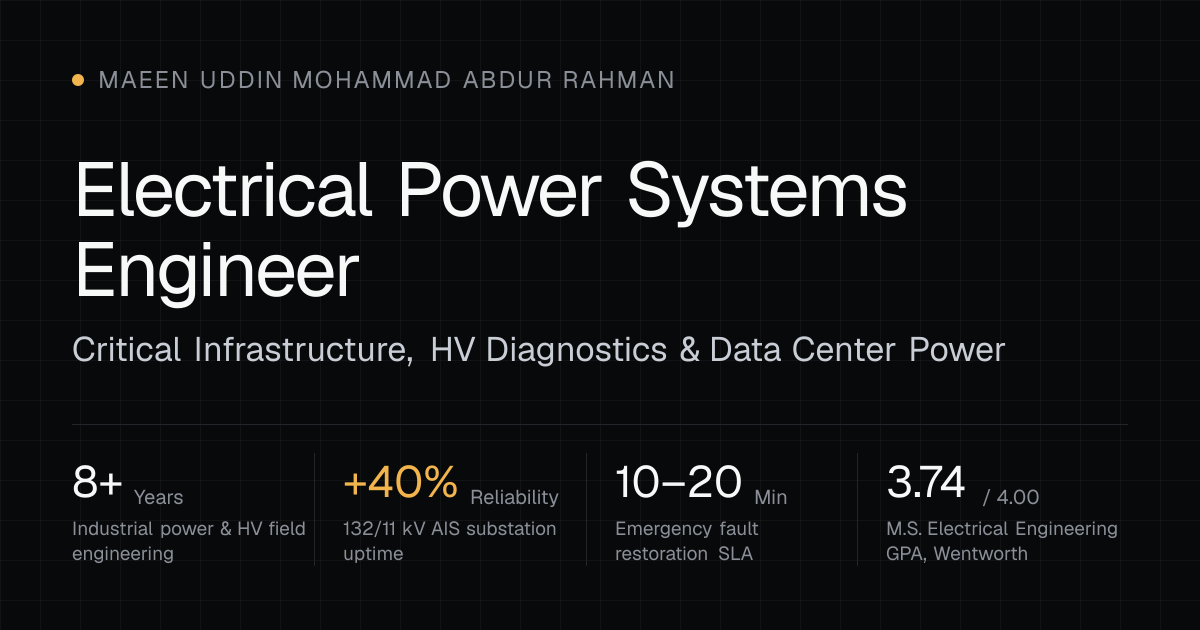 MAEEN UDDIN MOHAMMAD ABDUR RAHMAN
Electrical Power Systems
Engineer
Critical Infrastructure, HV Diagnostics & Data Center Power
8+ Years
Industrial power & HV field
engineering
+40% Reliability
132/11 kV AIS substation
uptime
10–20 Min
Emergency fault
restoration SLA
3.74 / 4.00
M.S. Electrical Engineering
GPA, Wentworth